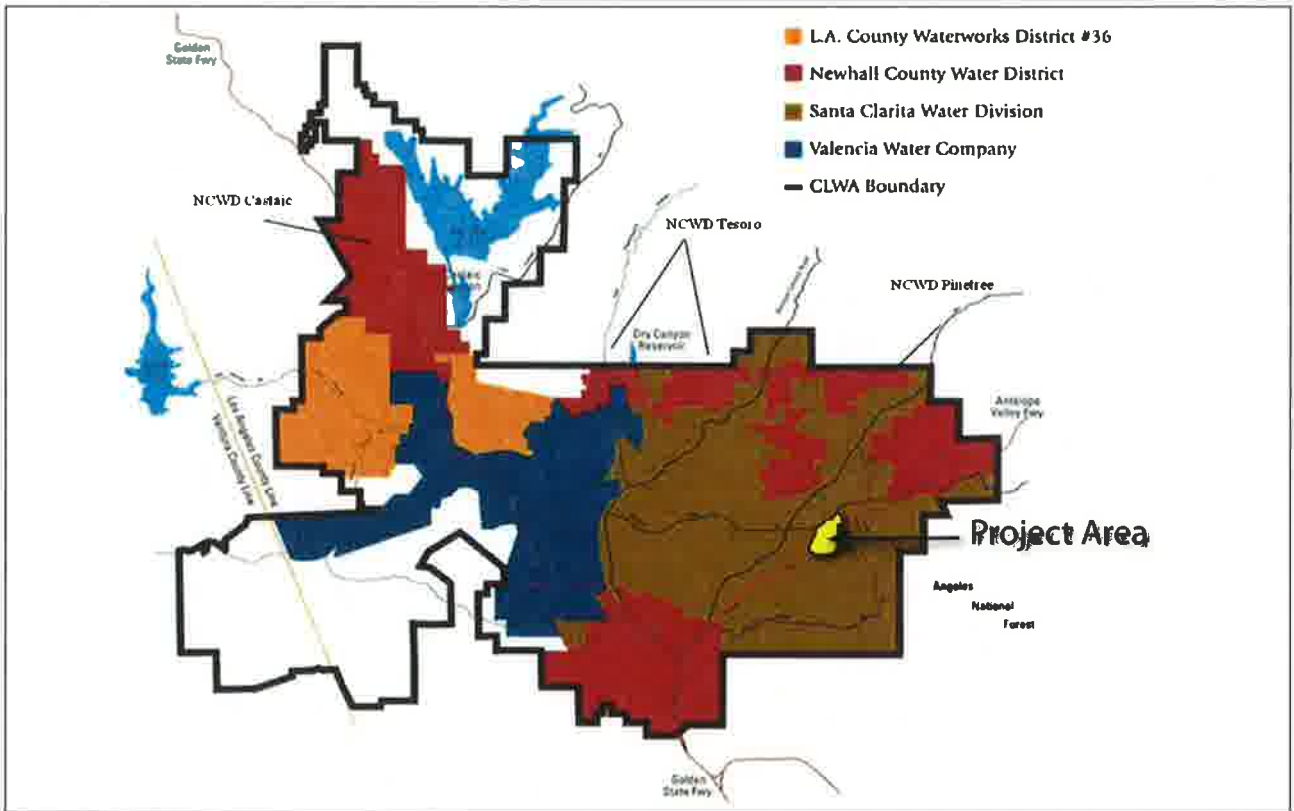 Golden
State Fwy
L.A. County Waterworks District #36
Newhall County Water District
Santa Clarita Water Division
Valencia Water Company
CLWA Boundary
NCWD Castaic
NCWD Tesoro
NCWD Pinetree
Dry Canyon
Reservoir
Antelope
Valley Fwy
Los Angeles County Line
Ventura County Line
Project Area
Angeles
National
Forest
Golden
State Fwy